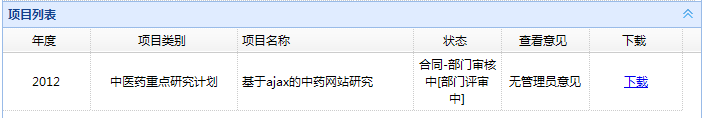 项目列表
年度 项目类别 项目名称 状态 查看意见 下载
2012 中医药重点研究计划 基于ajax的中药网站研究 合同-部门审核
中[部门评审
中] 无管理员意见 下载